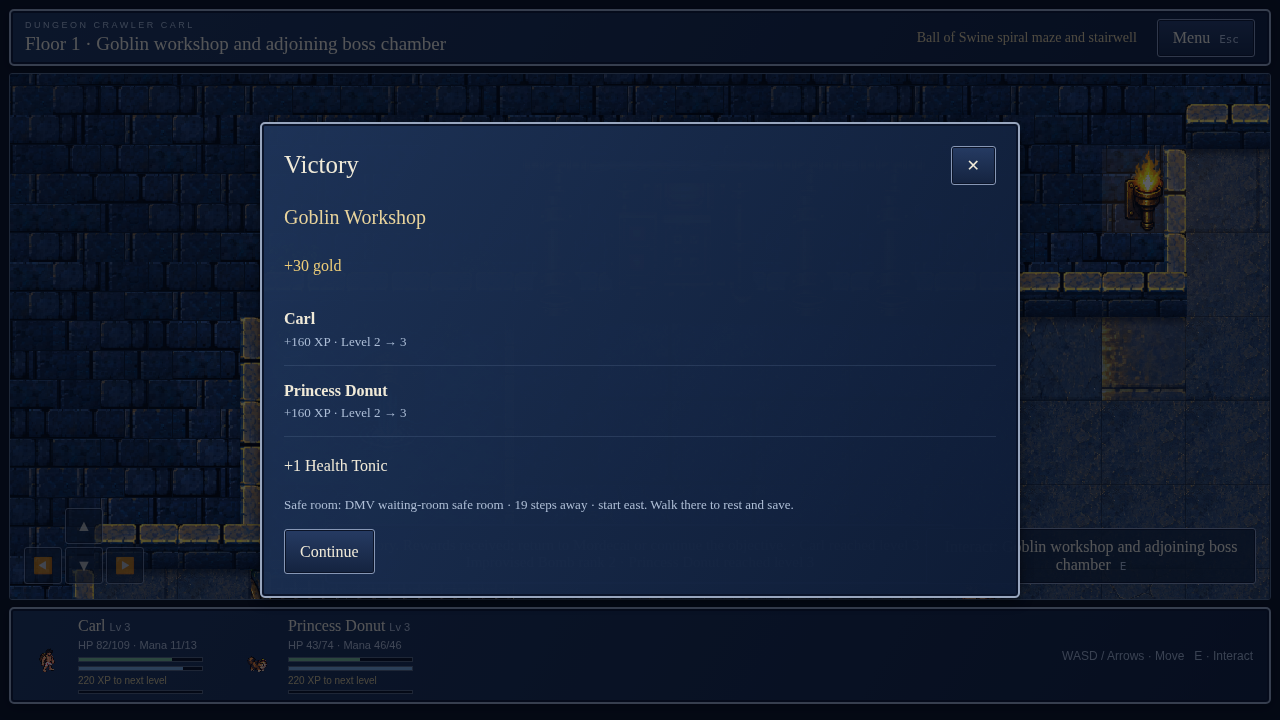 DUNGEON CRAWLER CARL
Floor 1 · Goblin workshop and adjoining boss chamber
Ball of Swine spiral maze and stairwell
Menu Esc
Victory
✕
Goblin Workshop
+30 gold
Carl
+160 XP · Level 2 → 3
Princess Donut
+160 XP · Level 2 → 3
+1 Health Tonic
Safe room: DMV waiting-room safe room · 19 steps away · start east. Walk there to rest and save.
Continue
workshop and adjoining boss
chamber E
Carl Lv 3
HP 82/109 · Mana 11/13
220 XP to next level
Princess Donut Lv 3
HP 43/74 · Mana 46/46
220 XP to next level
WASD / Arrows · Move E · Interact